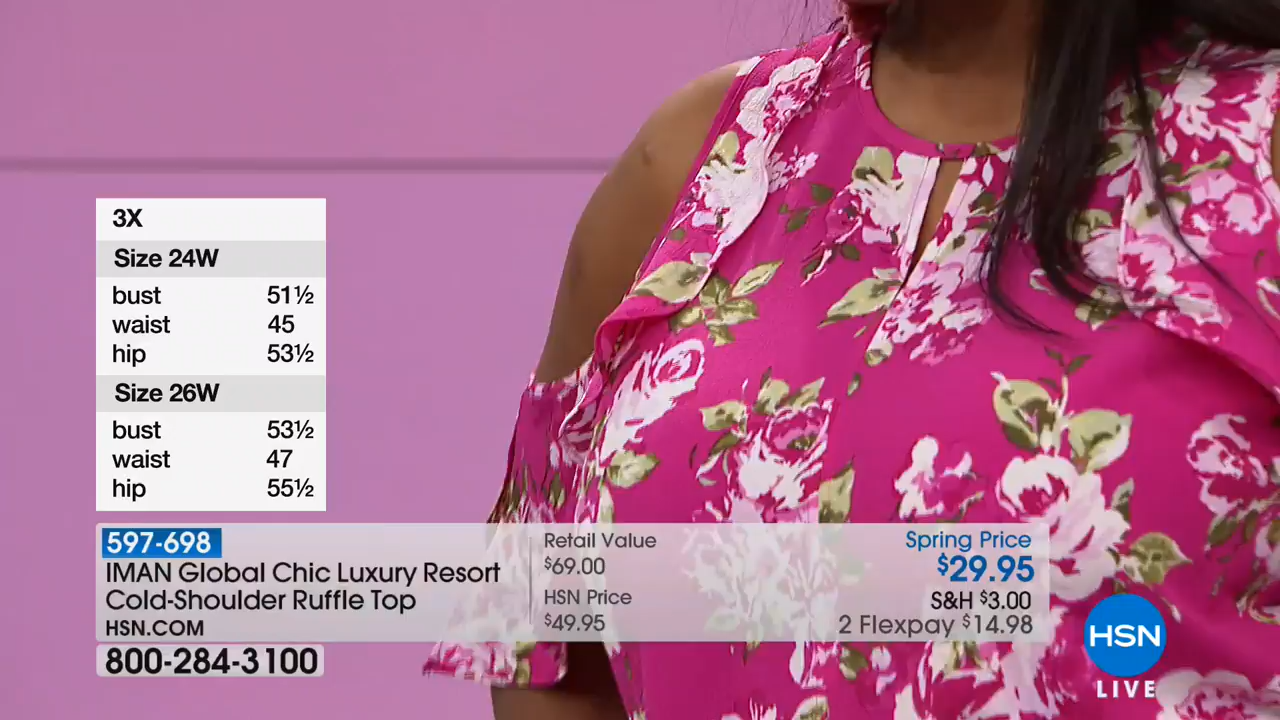 3X
Size 24W
bust 51½
waist 45
hip 53½
Size 26W
bust 53½
waist 47
hip 55½
597-698
IMAN Global Chic Luxury Resort
Cold-Shoulder Ruffle Top
HSN.COM
800-284-3100
Retail Value
$69.00
HSN Price
$49.95
Spring Price
$29.95
S&H $3.00
2 Flexpay $14.98
HSN
LIVE